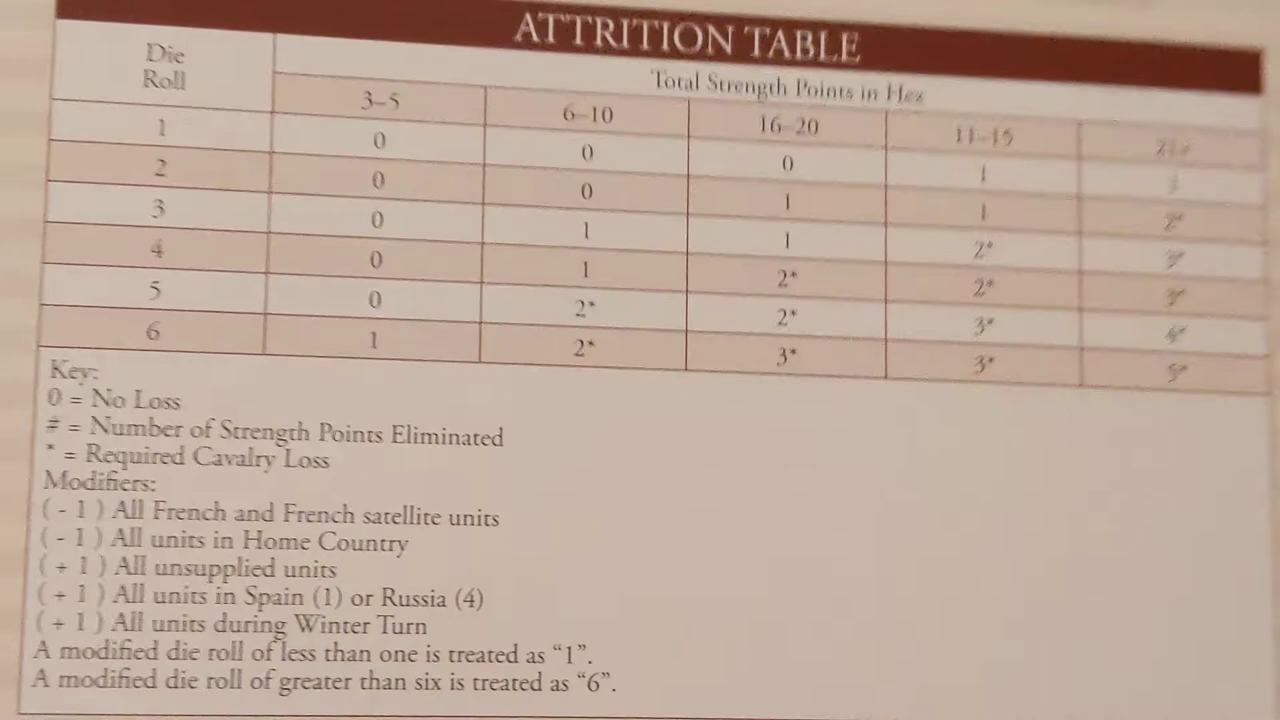 ATTRITION TABLE
Die Roll
Total Strength Points in Hex
3–5 6–10 16–20 11–15
1 0 0 0 1
2 0 0 1 1
3 0 1 1 2*
4 0 1 2* 2*
5 0 2* 2* 3*
6 1 2* 3* 3* 5*
Key:
0 = No Loss
# = Number of Strength Points Eliminated
* = Required Cavalry Loss
Modifiers:
( - 1 ) All French and French satellite units
( - 1 ) All units in Home Country
( + 1 ) All unsupplied units
( + 1 ) All units in Spain (1) or Russia (4)
( + 1 ) All units during Winter Turn
A modified die roll of less than one is treated as “1”.
A modified die roll of greater than six is treated as “6”.